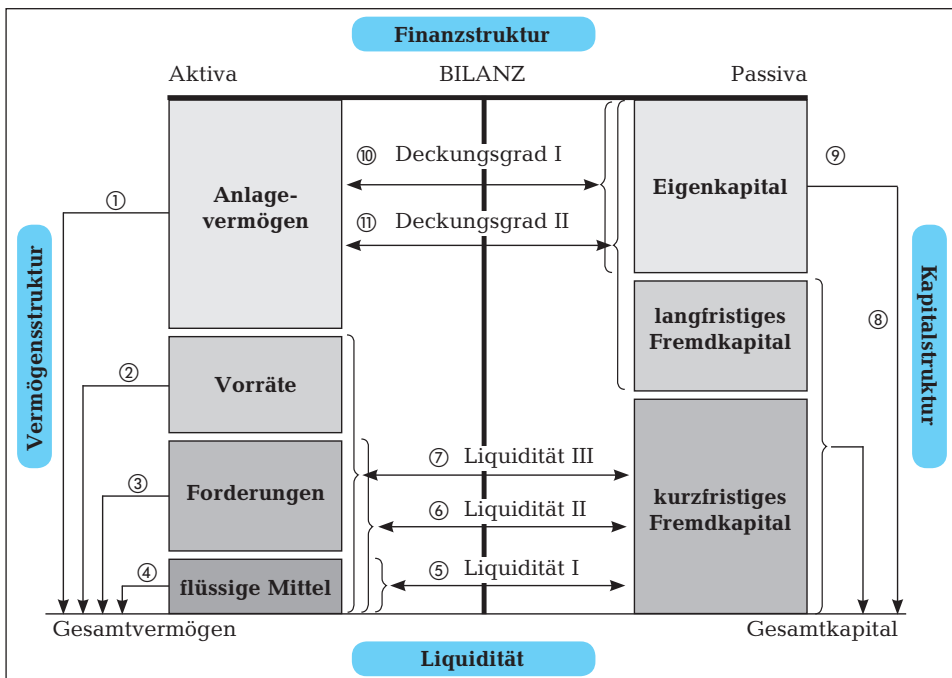 Finanzstruktur
Aktiva BILANZ Passiva
⑩ Deckungsgrad I
⑨
Anlage-
vermögen
Eigenkapital
①
⑪ Deckungsgrad II
Vermögensstruktur
Kapitalstruktur
langfristiges
Fremdkapital
⑧
②
Vorräte
⑦ Liquidität III
③
Forderungen
kurzfristiges
Fremdkapital
⑥ Liquidität II
④
flüssige Mittel
⑤ Liquidität I
Gesamtvermögen Gesamtkapital
Liquidität